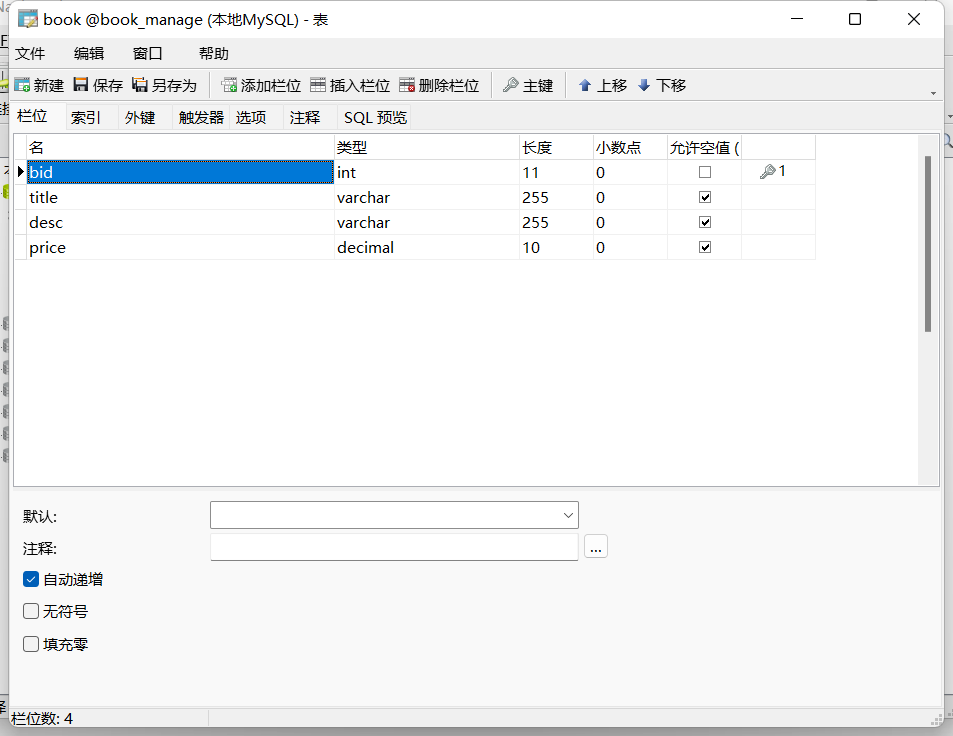 book @book_manage (本地MySQL) - 表
文件 编辑 窗口 帮助
新建 保存 另存为 添加栏位 插入栏位 删除栏位 主键 上移 下移
栏位 索引 外键 触发器 选项 注释 SQL 预览
名 类型 长度 小数点 允许空值 (
bid int 11 0 1
title varchar 255 0
desc varchar 255 0
price decimal 10 0
默认:
注释: ...
自动递增
无符号
填充零
栏位数: 4